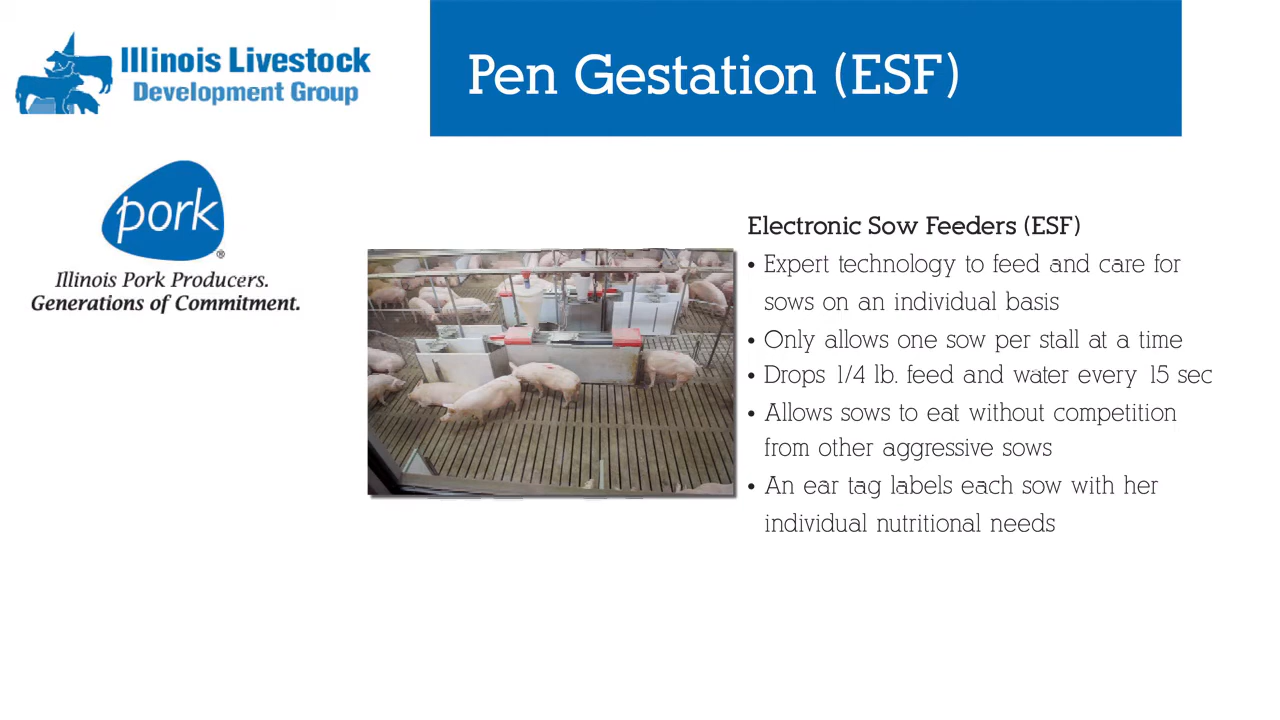 Illinois Livestock
Development Group
Pen Gestation (ESF)
pork
®
Illinois Pork Producers.
Generations of Commitment.
Electronic Sow Feeders (ESF)
• Expert technology to feed and care for
sows on an individual basis
• Only allows one sow per stall at a time
• Drops 1/4 lb. feed and water every 15 sec
• Allows sows to eat without competition
from other aggressive sows
• An ear tag labels each sow with her
individual nutritional needs